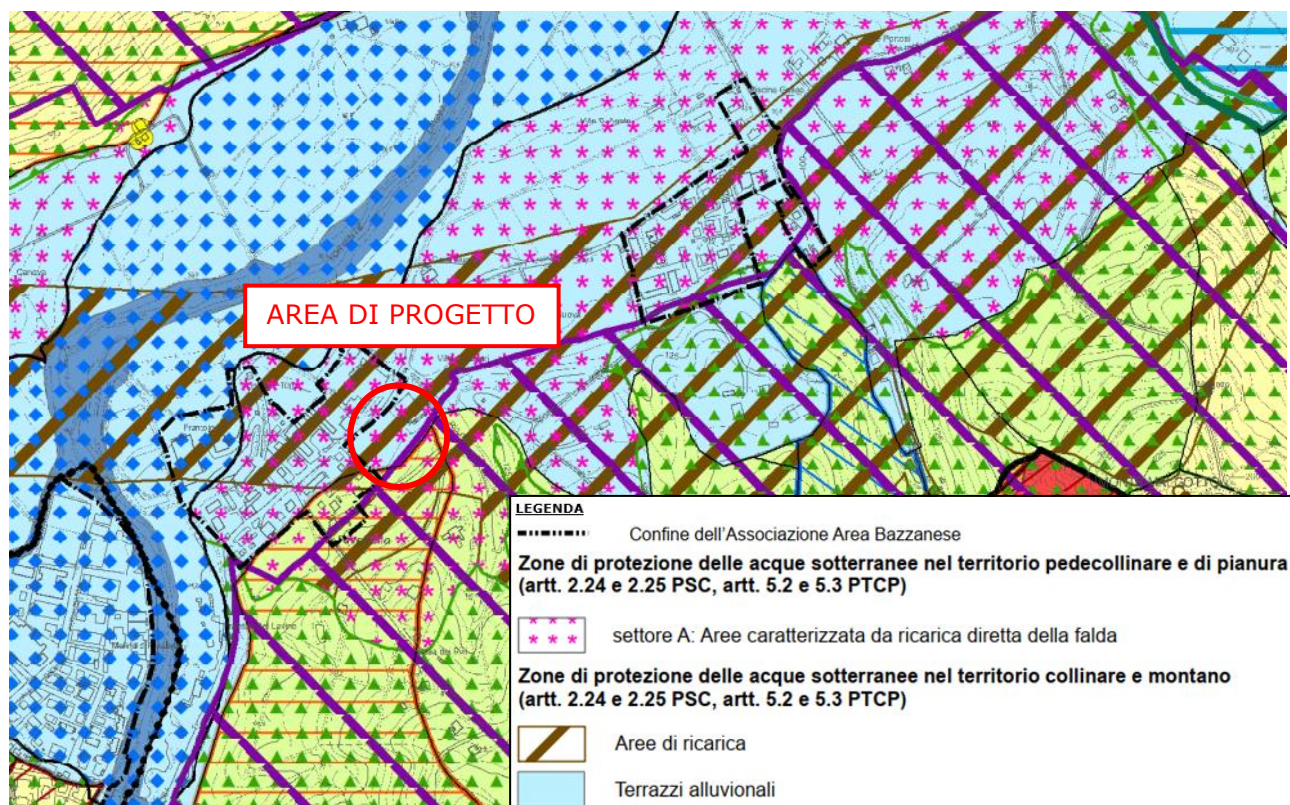 AREA DI PROGETTO
LEGENDA
Confine dell'Associazione Area Bazzanese
Zone di protezione delle acque sotterranee nel territorio pedecollinare e di pianura
(artt. 2.24 e 2.25 PSC, artt. 5.2 e 5.3 PTCP)
settore A: Aree caratterizzata da ricarica diretta della falda
Zone di protezione delle acque sotterranee nel territorio collinare e montano
(artt. 2.24 e 2.25 PSC, artt. 5.2 e 5.3 PTCP)
Aree di ricarica
Terrazzi alluvionali